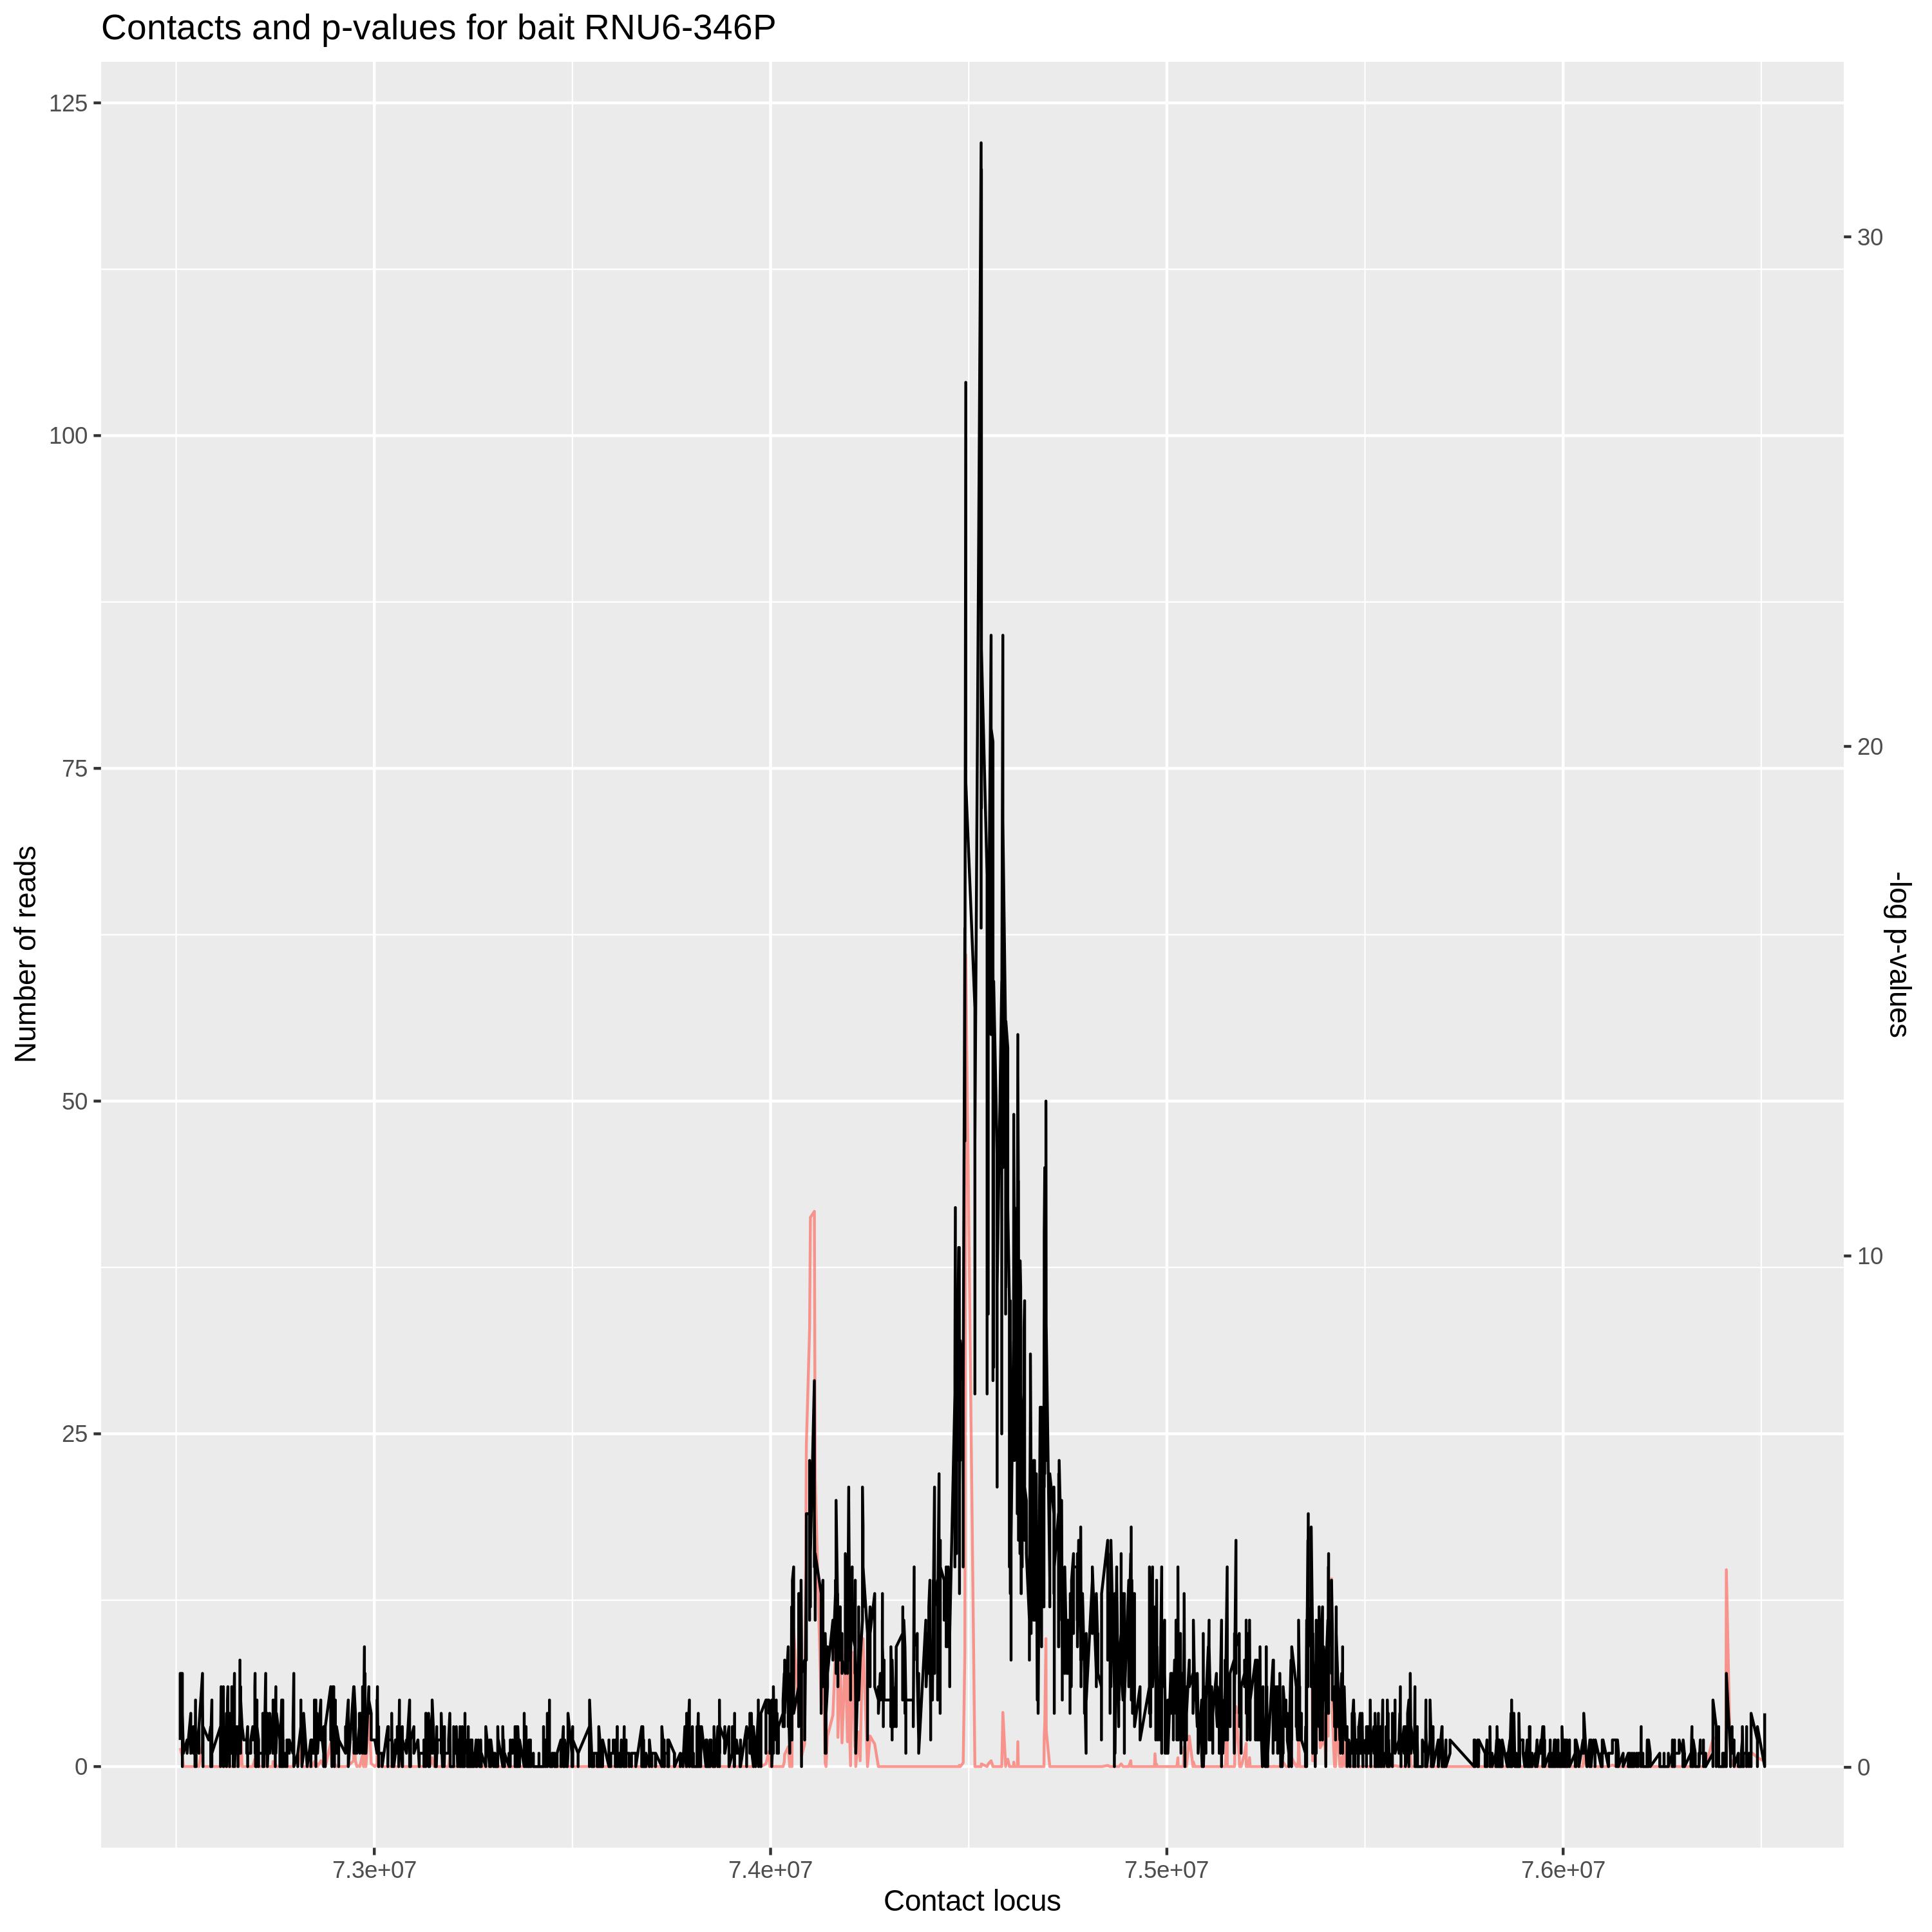 Contacts and p-values for bait RNU6-346P
125
100
75
50
25
0
Number of reads
30
20
10
0
-log p-values
7.3e+07
7.4e+07
7.5e+07
7.6e+07
Contact locus